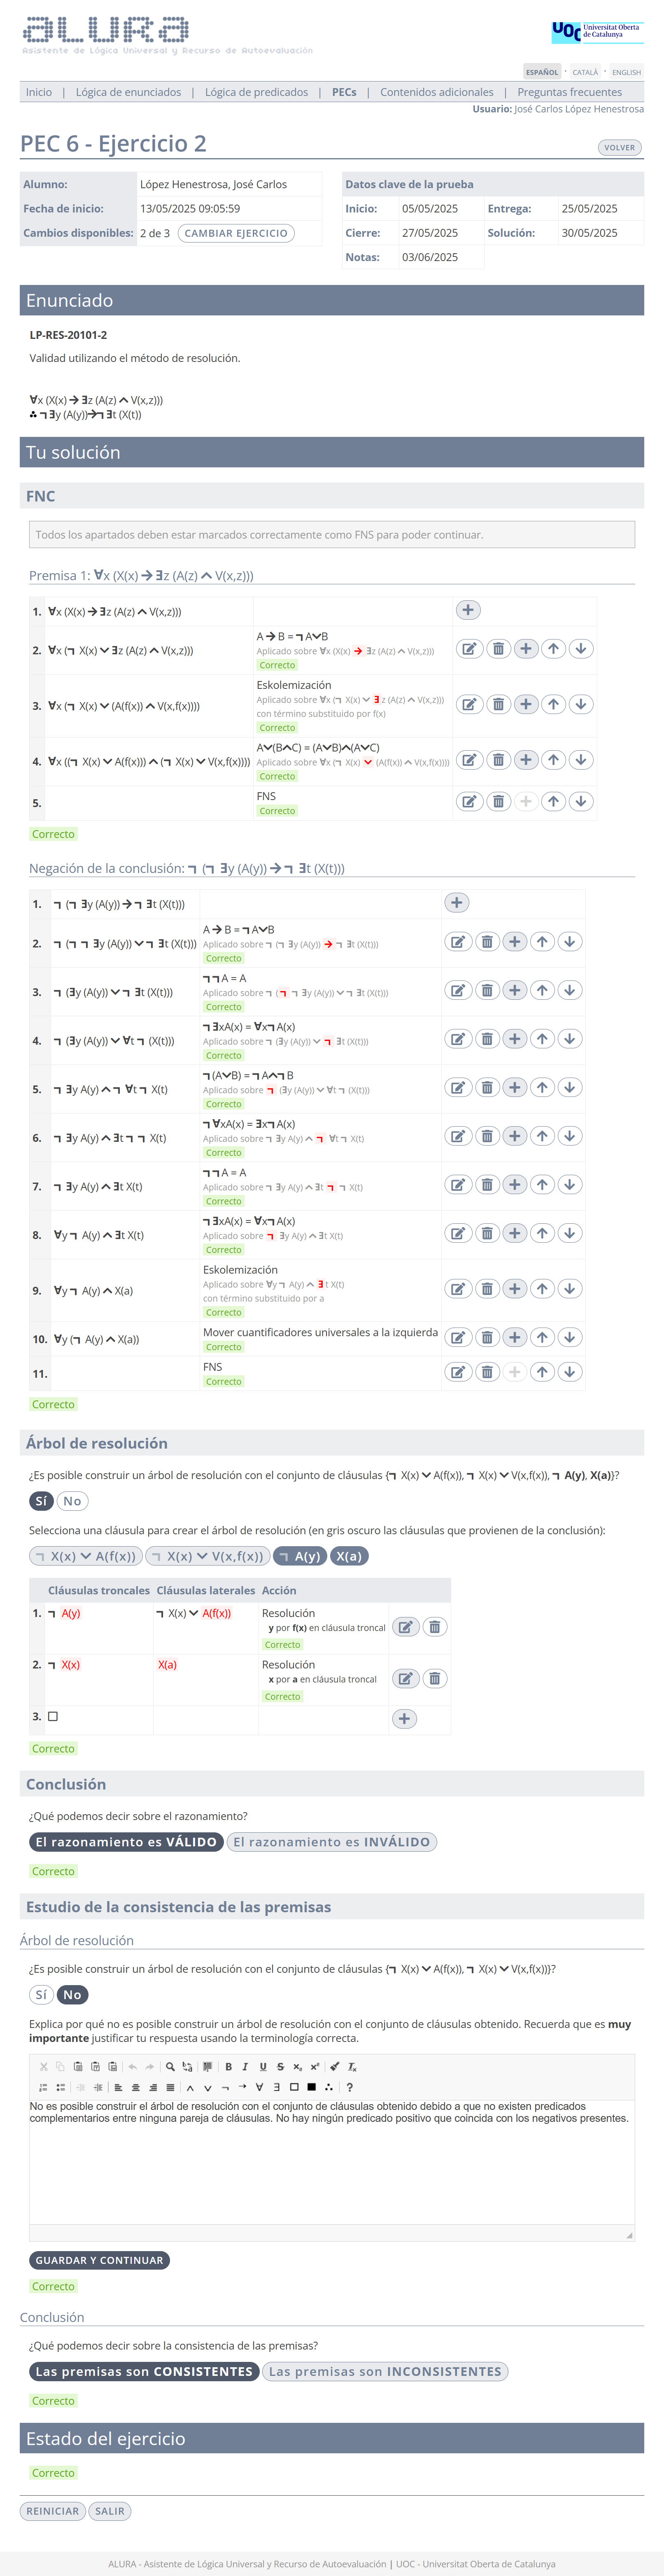 ALURA
Asistente de Lógica Universal y Recurso de Autoevaluación
UOC Universitat Oberta de Catalunya
ESPAÑOL · CATALÀ · ENGLISH
Inicio | Lógica de enunciados | Lógica de predicados | PECs | Contenidos adicionales | Preguntas frecuentes
Usuario: José Carlos López Henestrosa
PEC 6 - Ejercicio 2
VOLVER
Alumno: López Henestrosa, José Carlos
Fecha de inicio: 13/05/2025 09:05:59
Cambios disponibles: 2 de 3 CAMBIAR EJERCICIO
Datos clave de la prueba
Inicio: 05/05/2025 Entrega: 25/05/2025
Cierre: 27/05/2025 Solución: 30/05/2025
Notas: 03/06/2025
Enunciado
LP-RES-20101-2
Validad utilizando el método de resolución.
∀x (X(x) → ∃z (A(z) ∧ V(x,z)))
∴ ¬∃y (A(y))→¬∃t (X(t))
Tu solución
FNC
Todos los apartados deben estar marcados correctamente como FNS para poder continuar.
Premisa 1: ∀x (X(x) → ∃z (A(z) ∧ V(x,z)))
1. ∀x (X(x) → ∃z (A(z) ∧ V(x,z)))
2. ∀x (¬ X(x) ∨ ∃z (A(z) ∧ V(x,z)))
A → B = ¬A∨B
Aplicado sobre ∀x (X(x) → ∃z (A(z) ∧ V(x,z)))
Correcto
3. ∀x (¬ X(x) ∨ (A(f(x)) ∧ V(x,f(x))))
Eskolemización
Aplicado sobre ∀x (¬ X(x) ∨ ∃ z (A(z) ∧ V(x,z)))
con término substituido por f(x)
Correcto
4. ∀x ((¬ X(x) ∨ A(f(x))) ∧ (¬ X(x) ∨ V(x,f(x))))
A∨(B∧C) = (A∨B)∧(A∨C)
Aplicado sobre ∀x (¬ X(x) ∨ (A(f(x)) ∧ V(x,f(x))))
Correcto
5. FNS
Correcto
Correcto
Negación de la conclusión: ¬ (¬ ∃y (A(y)) → ¬ ∃t (X(t)))
1. ¬ (¬ ∃y (A(y)) → ¬ ∃t (X(t)))
2. ¬ (¬ ¬ ∃y (A(y)) ∨ ¬ ∃t (X(t)))
A → B = ¬A∨B
Aplicado sobre ¬ (¬ ∃y (A(y)) → ¬ ∃t (X(t)))
Correcto
3. ¬ (∃y (A(y)) ∨ ¬ ∃t (X(t)))
¬¬A = A
Aplicado sobre ¬ (¬ ¬ ∃y (A(y)) ∨ ¬ ∃t (X(t)))
Correcto
4. ¬ (∃y (A(y)) ∨ ∀t ¬ (X(t)))
¬∃xA(x) = ∀x¬A(x)
Aplicado sobre ¬ (∃y (A(y)) ∨ ¬ ∃t (X(t)))
Correcto
5. ¬ ∃y A(y) ∧ ¬ ∀t ¬ X(t)
¬(A∨B) = ¬A∧¬B
Aplicado sobre ¬ (∃y (A(y)) ∨ ∀t ¬ (X(t)))
Correcto
6. ¬ ∃y A(y) ∧ ∃t ¬ ¬ X(t)
¬∀xA(x) = ∃x¬A(x)
Aplicado sobre ¬ ∃y A(y) ∧ ¬ ∀t ¬ X(t)
Correcto
7. ¬ ∃y A(y) ∧ ∃t X(t)
¬¬A = A
Aplicado sobre ¬ ∃y A(y) ∧ ∃t ¬ ¬ X(t)
Correcto
8. ∀y ¬ A(y) ∧ ∃t X(t)
¬∃xA(x) = ∀x¬A(x)
Aplicado sobre ¬ ∃y A(y) ∧ ∃t X(t)
Correcto
9. ∀y ¬ A(y) ∧ X(a)
Eskolemización
Aplicado sobre ∀y ¬ A(y) ∧ ∃ t X(t)
con término substituido por a
Correcto
10. ∀y (¬ A(y) ∧ X(a))
Mover cuantificadores universales a la izquierda
Correcto
11. FNS
Correcto
Correcto
Árbol de resolución
¿Es posible construir un árbol de resolución con el conjunto de cláusulas {¬ X(x) ∨ A(f(x)), ¬ X(x) ∨ V(x,f(x)), ¬ A(y), X(a)}?
Sí No
Selecciona una cláusula para crear el árbol de resolución (en gris oscuro las cláusulas que provienen de la conclusión):
¬ X(x) ∨ A(f(x)) ¬ X(x) ∨ V(x,f(x)) ¬ A(y) X(a)
Cláusulas troncales Cláusulas laterales Acción
1. ¬ A(y) ¬ X(x) ∨ A(f(x)) Resolución
y por f(x) en cláusula troncal
Correcto
2. ¬ X(x) X(a) Resolución
x por a en cláusula troncal
Correcto
3. □
Correcto
Conclusión
¿Qué podemos decir sobre el razonamiento?
El razonamiento es VÁLIDO El razonamiento es INVÁLIDO
Correcto
Estudio de la consistencia de las premisas
Árbol de resolución
¿Es posible construir un árbol de resolución con el conjunto de cláusulas {¬ X(x) ∨ A(f(x)), ¬ X(x) ∨ V(x,f(x))}?
Sí No
Explica por qué no es posible construir un árbol de resolución con el conjunto de cláusulas obtenido. Recuerda que es muy
importante justificar tu respuesta usando la terminología correcta.
B I U S x₂ x² Tx
∧ ∨ ¬ → ∀ ∃ □ ■ ∴ ?
No es posible construir el árbol de resolución con el conjunto de cláusulas obtenido debido a que no existen predicados
complementarios entre ninguna pareja de cláusulas. No hay ningún predicado positivo que coincida con los negativos presentes.
GUARDAR Y CONTINUAR
Correcto
Conclusión
¿Qué podemos decir sobre la consistencia de las premisas?
Las premisas son CONSISTENTES Las premisas son INCONSISTENTES
Correcto
Estado del ejercicio
Correcto
REINICIAR SALIR
ALURA - Asistente de Lógica Universal y Recurso de Autoevaluación | UOC - Universitat Oberta de Catalunya